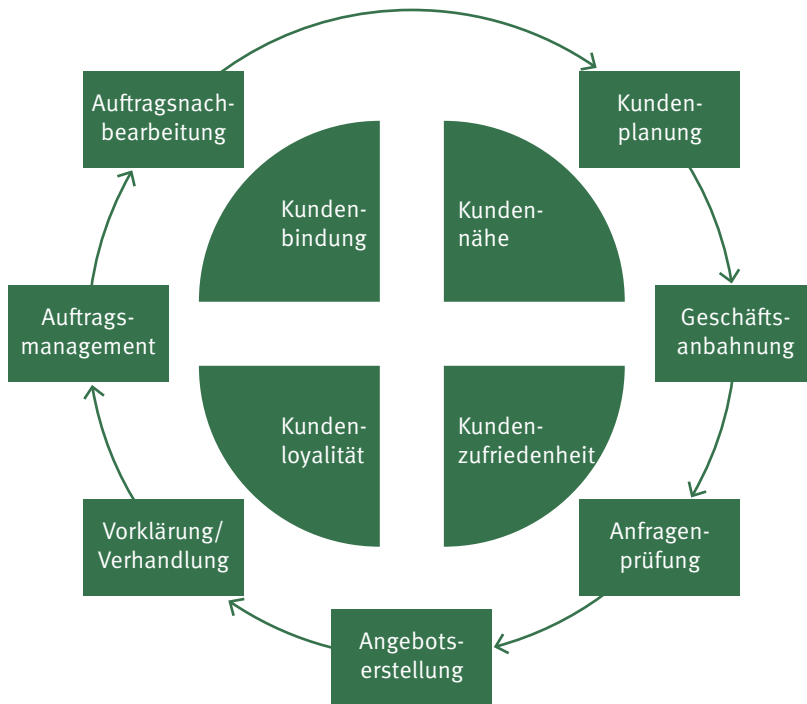 Auftragsnach-
bearbeitung
Kunden-
planung
Kunden-
bindung
Kunden-
nähe
Auftrags-
management
Geschäfts-
anbahnung
Kunden-
loyalität
Kunden-
zufriedenheit
Vorklärung/
Verhandlung
Anfragen-
prüfung
Angebots-
erstellung